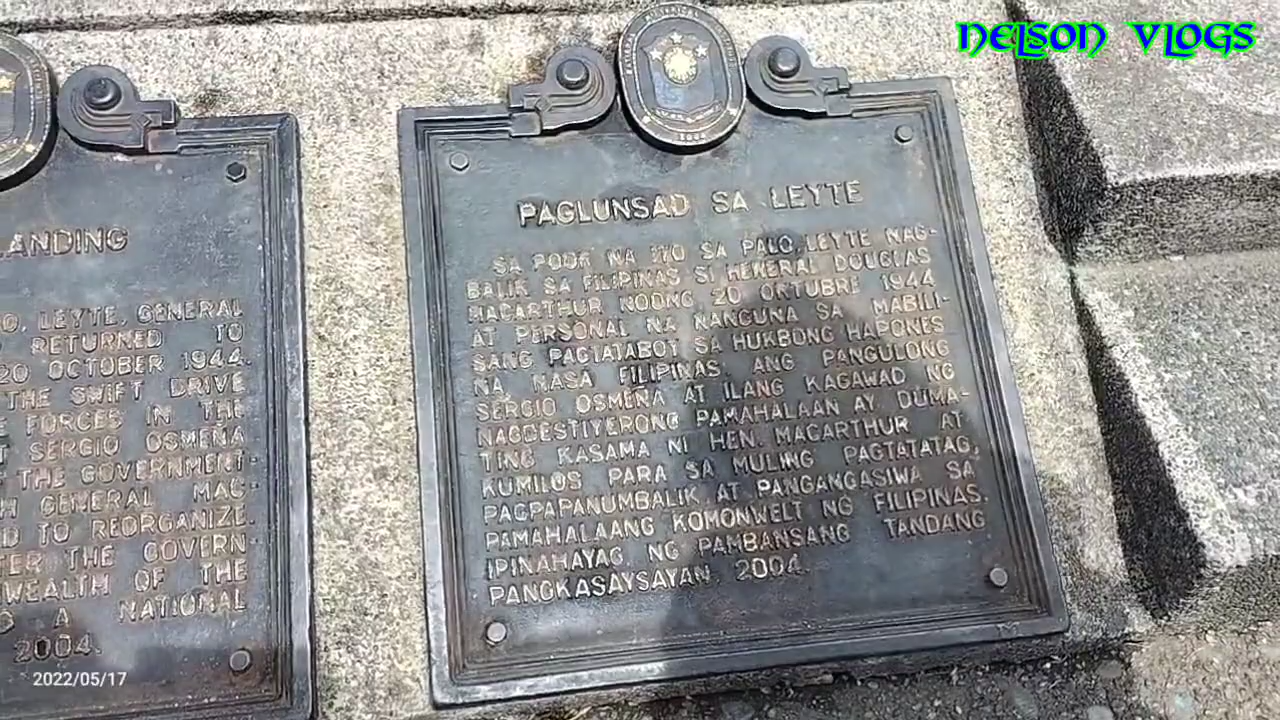 NELSON VLOGS
LANDING
O, LEYTE, GENERAL
RETURNED TO
20 OCTOBER 1944.
THE SWIFT DRIVE
FORCES IN THE
SERGIO OSMEÑA
THE GOVERNMENT-
GENERAL MAC-
TO REORGANIZE,
THE GOVERN-
WEALTH OF THE
A NATIONAL
2004.
PAGLUNSAD SA LEYTE
SA POOK NA ITO SA PALO, LEYTE NAG-
BALIK SA FILIPINAS SI HENERAL DOUGLAS
MACARTHUR NOONG 20 OKTUBRE 1944
AT PERSONAL NA NANGUNA SA MABILI-
SANG PAGTATABOY SA HUKBONG HAPONES
NA NASA FILIPINAS. ANG PANGULONG
SERGIO OSMEÑA AT ILANG KAGAWAD NG
NAGDESTIYERONG PAMAHALAAN AY DUMA-
TING KASAMA NI HEN. MACARTHUR AT
KUMILOS PARA SA MULING PAGTATATAG,
PAGPAPANUMBALIK AT PANGANGASIWA SA
PAMAHALAANG KOMONWELT NG FILIPINAS.
IPINAHAYAG NG PAMBANSANG TANDANG
PANGKASAYSAYAN, 2004.
2022/05/17